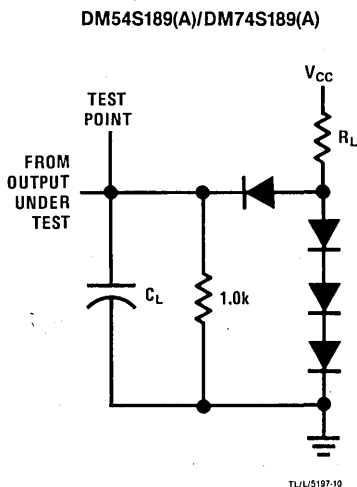 DM54S189(A)/DM74S189(A)
VCC
TEST
POINT
RL
FROM
OUTPUT
UNDER
TEST
CL
1.0k
TL/L/5197-10